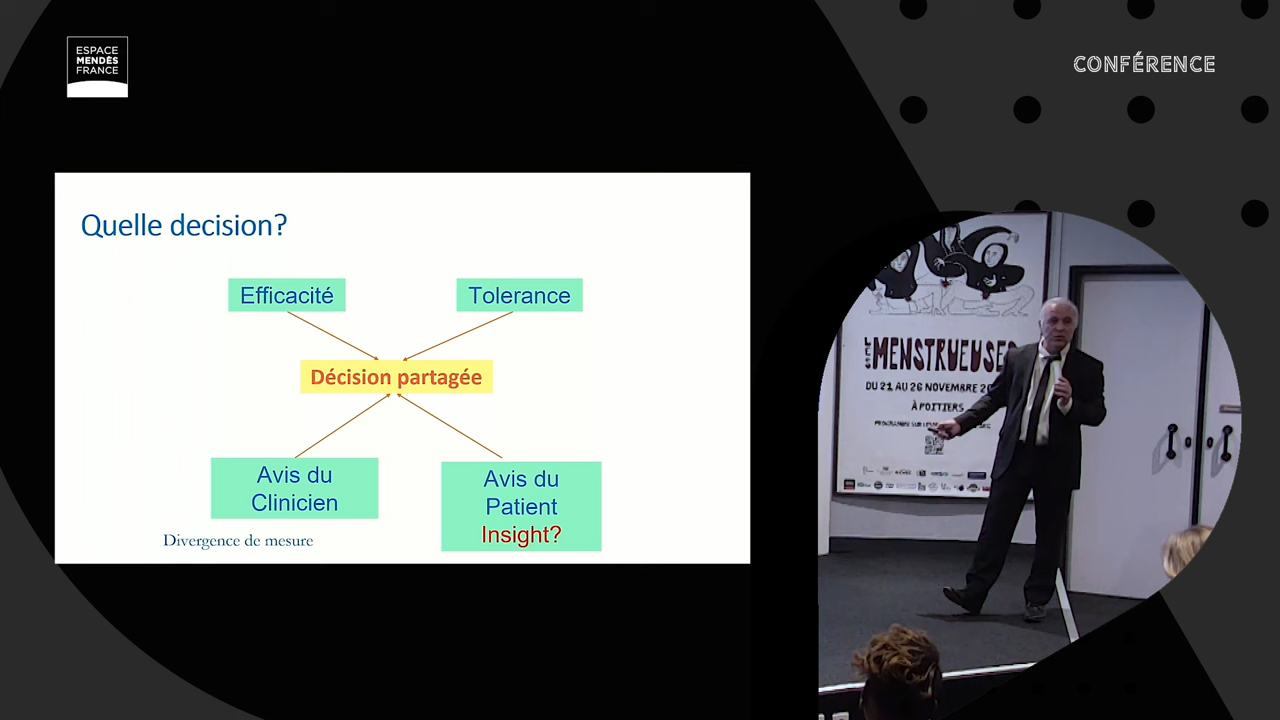 ESPACE
MENDÈS
FRANCE
CONFÉRENCE
Quelle decision?
Efficacité
Tolerance
Décision partagée
Avis du
Clinicien
Avis du
Patient
Insight?
Divergence de mesure
LES
MENSTRUEUSES
DU 21 AU 26 NOVEMBRE
À POITIERS